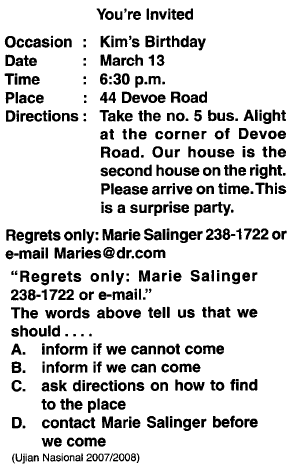 You're Invited
Occasion : Kim's Birthday
Date : March 13
Time : 6:30 p.m.
Place : 44 Devoe Road
Directions : Take the no. 5 bus. Alight
at the corner of Devoe
Road. Our house is the
second house on the right.
Please arrive on time. This
is a surprise party.
Regrets only: Marie Salinger 238-1722 or
e-mail Maries@dr.com
"Regrets only: Marie Salinger
238-1722 or e-mail."
The words above tell us that we
should . . . .
A. inform if we cannot come
B. inform if we can come
C. ask directions on how to find
to the place
D. contact Marie Salinger before
we come
(Ujian Nasional 2007/2008)